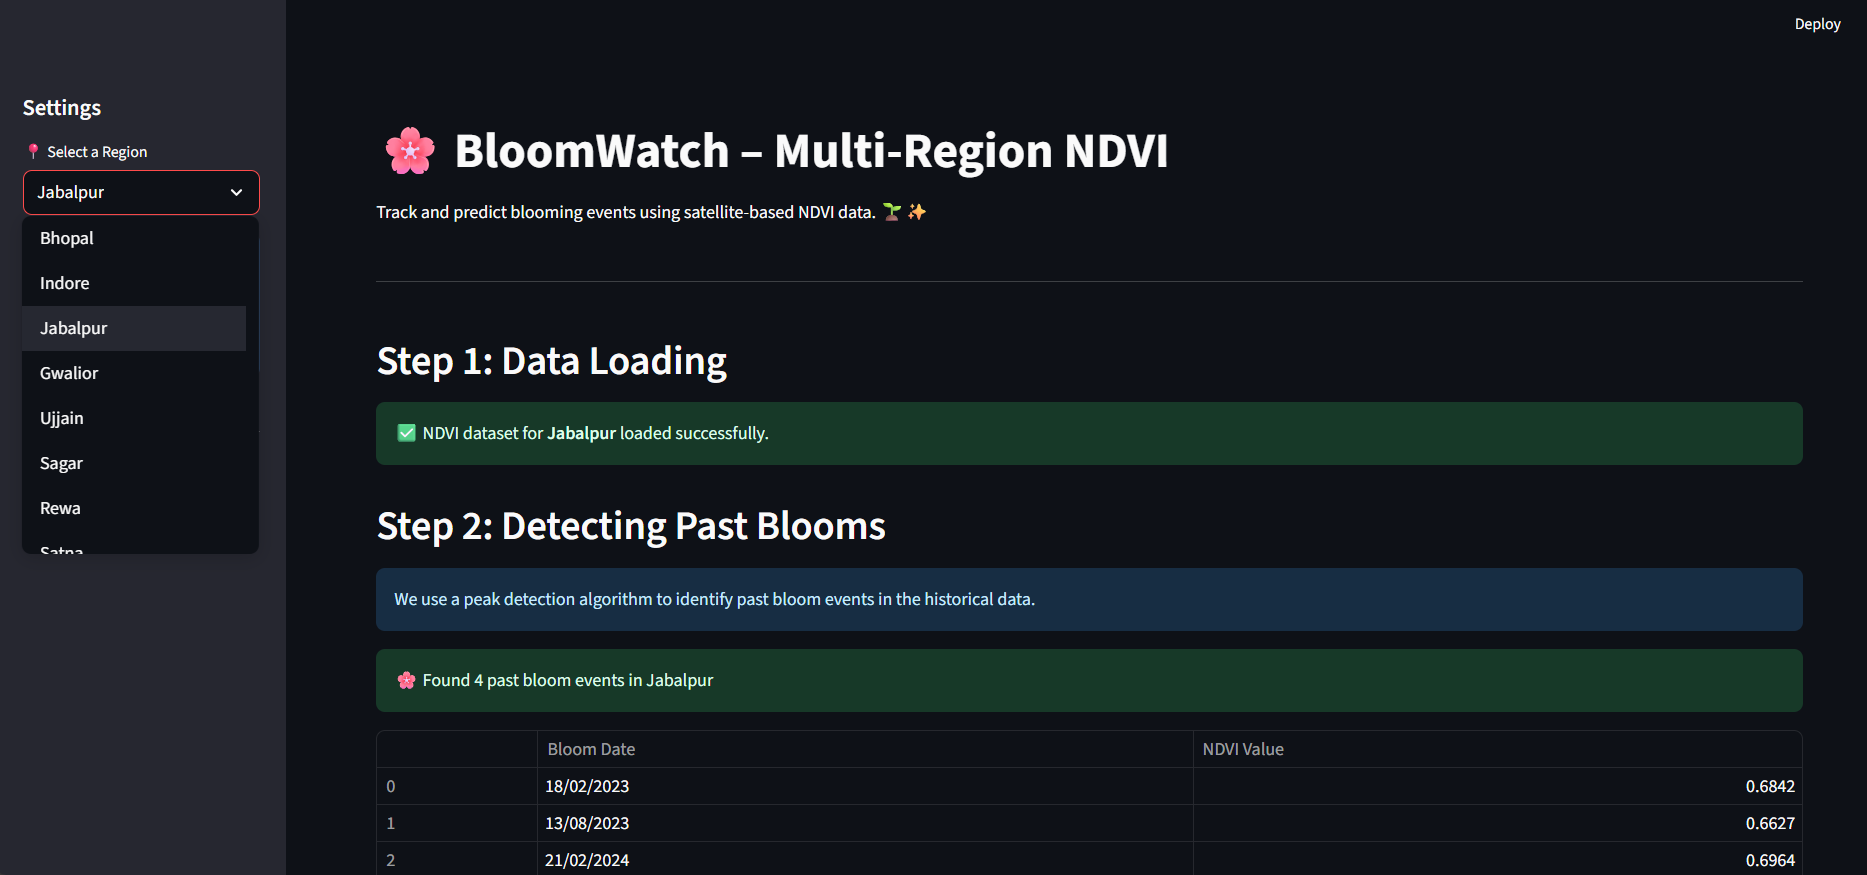 Deploy
Settings
Select a Region
Jabalpur
Bhopal
Indore
Jabalpur
Gwalior
Ujjain
Sagar
Rewa
Satna
BloomWatch – Multi-Region NDVI
Track and predict blooming events using satellite-based NDVI data.
Step 1: Data Loading
NDVI dataset for Jabalpur loaded successfully.
Step 2: Detecting Past Blooms
We use a peak detection algorithm to identify past bloom events in the historical data.
Found 4 past bloom events in Jabalpur
Bloom Date NDVI Value
0 18/02/2023 0.6842
1 13/08/2023 0.6627
2 21/02/2024 0.6964